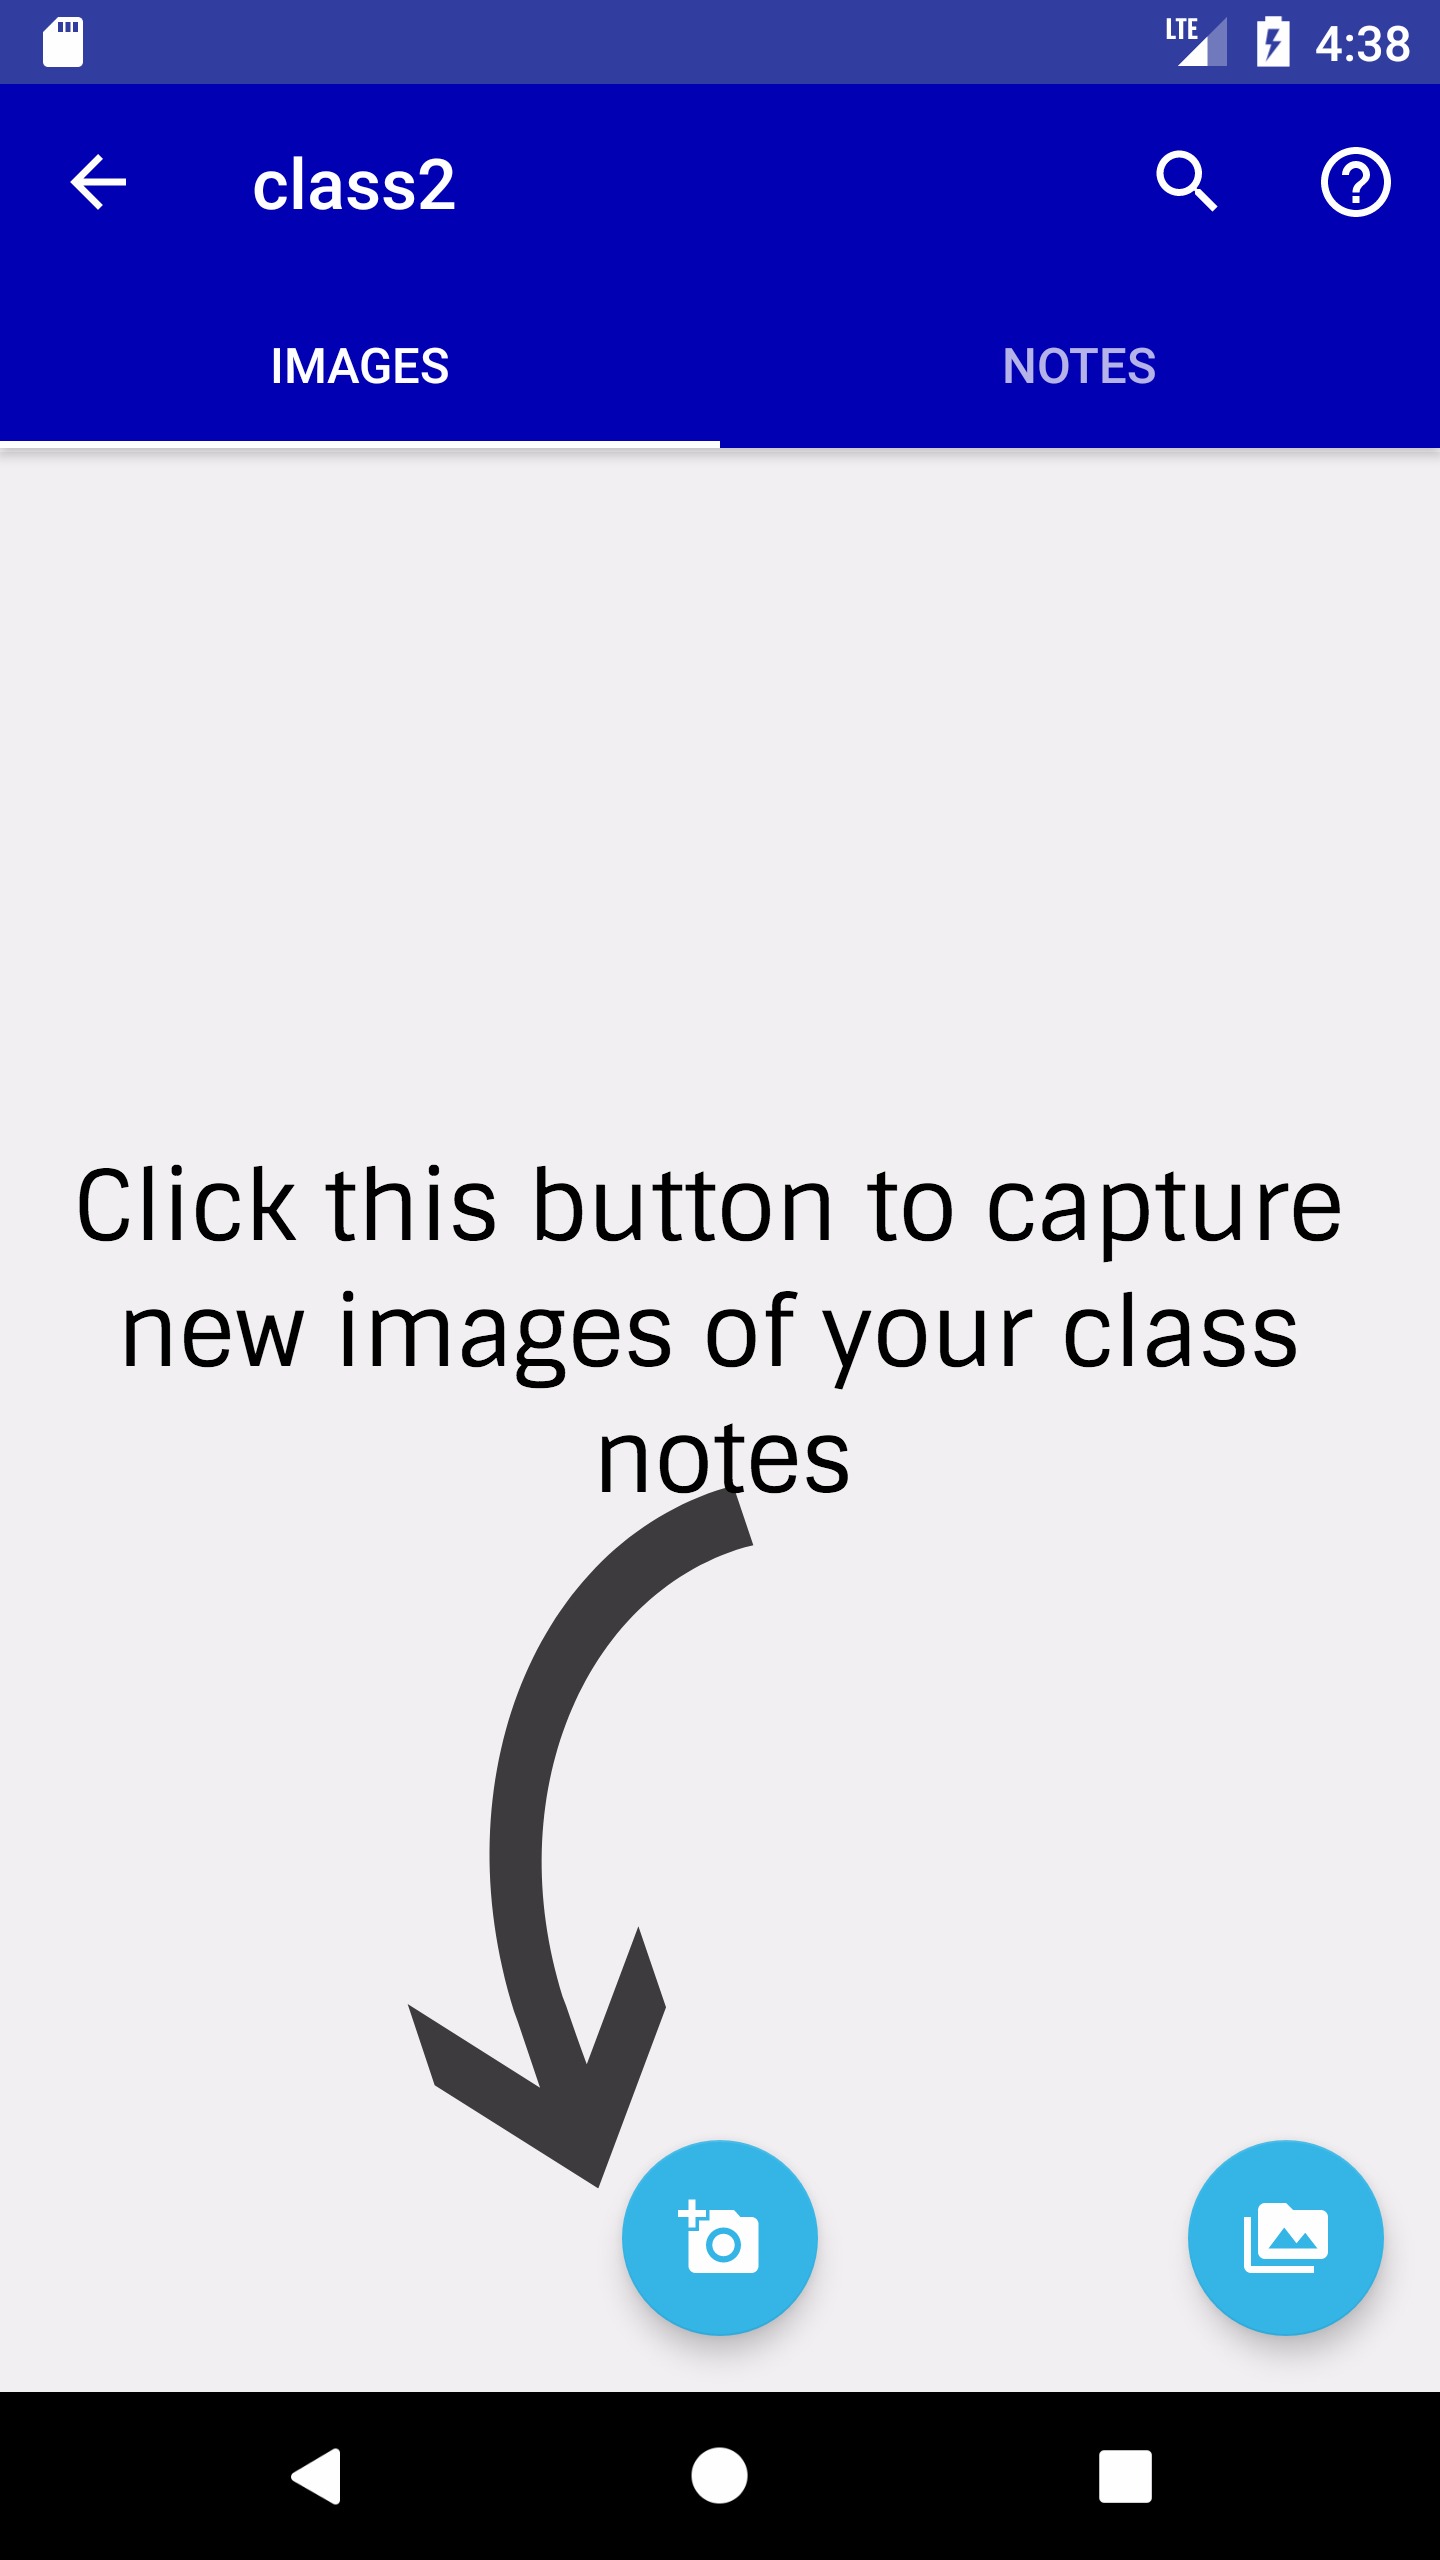 LTE 4:38
class2
IMAGES NOTES
Click this button to capture
new images of your class
notes